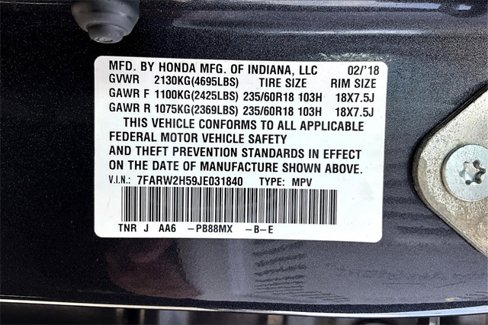 MFD. BY HONDA MFG. OF INDIANA, LLC 02/'18
GVWR 2130KG(4695LBS) TIRE SIZE RIM SIZE
GAWR F 1100KG(2425LBS) 235/60R18 103H 18X7.5J
GAWR R 1075KG(2369LBS) 235/60R18 103H 18X7.5J
THIS VEHICLE CONFORMS TO ALL APPLICABLE
FEDERAL MOTOR VEHICLE SAFETY
AND THEFT PREVENTION STANDARDS IN EFFECT
ON THE DATE OF MANUFACTURE SHOWN ABOVE.
V.I.N.: 7FARW2H59JE031840 TYPE: MPV
TNR J AA6 -PB88MX -B-E